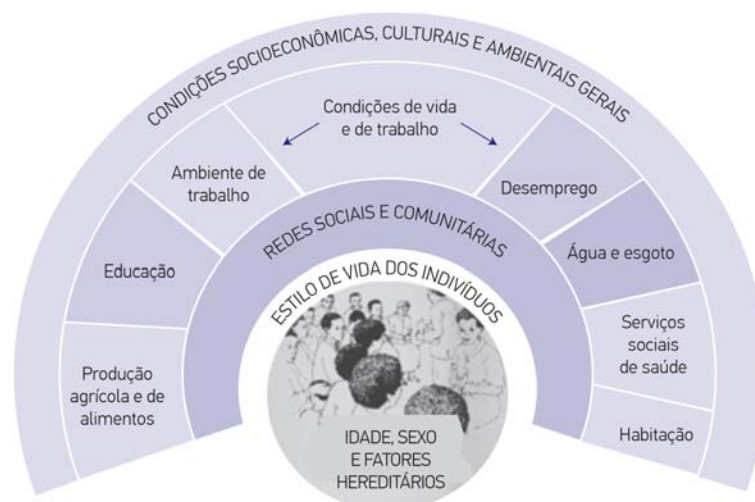 CONDIÇÕES SOCIOECONÔMICAS, CULTURAIS E AMBIENTAIS GERAIS
Condições de vida
e de trabalho
Ambiente de
trabalho
Desemprego
Educação
Água e esgoto
Produção
agrícola e de
alimentos
Serviços
sociais
de saúde
Habitação
REDES SOCIAIS E COMUNITÁRIAS
ESTILO DE VIDA DOS INDIVÍDUOS
IDADE, SEXO
E FATORES
HEREDITÁRIOS